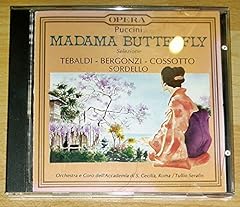 OPERA
Puccini
MADAMA BUTTERFLY
Selezione
TEBALDI - BERGONZI - COSSOTTO
SORDELLO
Orchestra e Coro dell'Accademia di S. Cecilia, Roma / Tullio Serafin